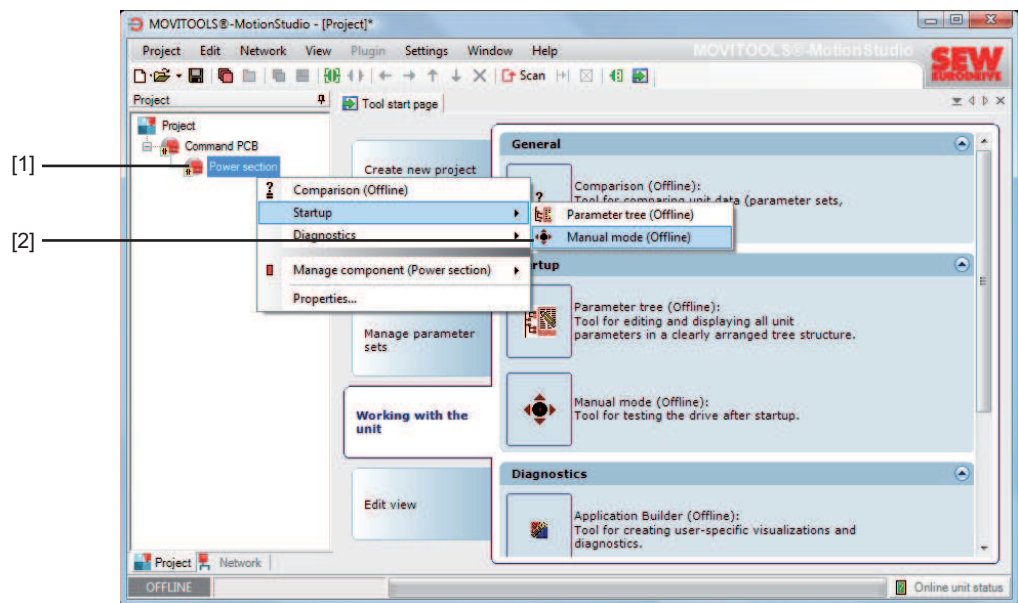 MOVITOOLS®-MotionStudio - [Project]*
Project Edit Network View Plugin Settings Window Help
MOVITOOLS®-MotionStudio
SEW
EURODRIVE
Scan
Project
Tool start page
Project
Command PCB
[1]
Power section
Create new project
General
Comparison (Offline):
Tool for comparing unit data (parameter sets,
? Comparison (Offline)
Startup
Diagnostics
Manage component (Power section)
Properties...
Parameter tree (Offline)
[2]
Manual mode (Offline)
rtup
Parameter tree (Offline):
Tool for editing and displaying all unit
parameters in a clearly arranged tree structure.
Manage parameter
sets
Manual mode (Offline):
Tool for testing the drive after startup.
Working with the
unit
Diagnostics
Edit view
Application Builder (Offline):
Tool for creating user-specific visualizations and
diagnostics.
Project Network
OFFLINE
Online unit status